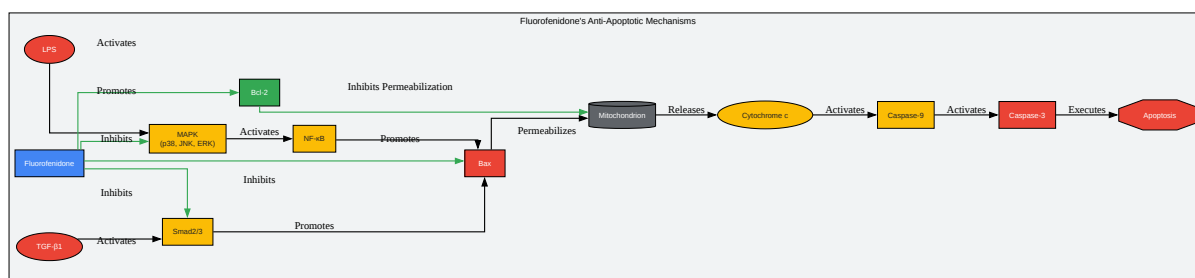 Fluorofenidone's Anti-Apoptotic Mechanisms
LPS
Activates
Promotes
Bcl-2
Inhibits Permeabilization
Mitochondrion
Releases
Cytochrome c
Activates
Caspase-9
Activates
Caspase-3
Executes
Apoptosis
Permeabilizes
MAPK
(p38, JNK, ERK)
Inhibits
Activates
NF-κB
Promotes
Fluorofenidone
Inhibits
Bax
Inhibits
Smad2/3
Promotes
TGF-β1
Activates